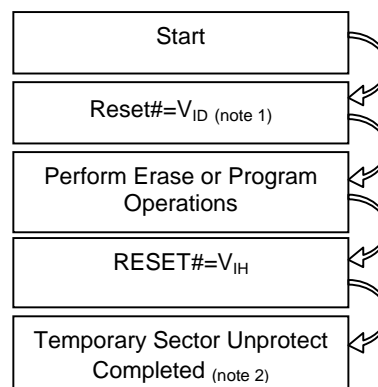 Start
Reset#=VID (note 1)
Perform Erase or Program
Operations
RESET#=VIH
Temporary Sector Unprotect
Completed (note 2)